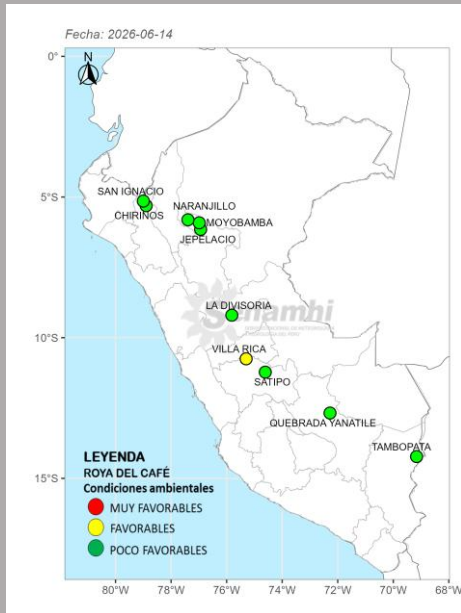 Fecha: 2026-06-14
N
0°
5°S
10°S
15°S
SAN IGNACIO
CHIRINOS
NARANJILLO
MOYOBAMBA
JEPELACIO
LA DIVISORIA
Senamhi
VILLA RICA
SATIPO
QUEBRADA YANATILE
TAMBOPATA
LEYENDA
ROYA DEL CAFÉ
Condiciones ambientales
MUY FAVORABLES
FAVORABLES
POCO FAVORABLES
80°W 78°W 76°W 74°W 72°W 70°W 68°W